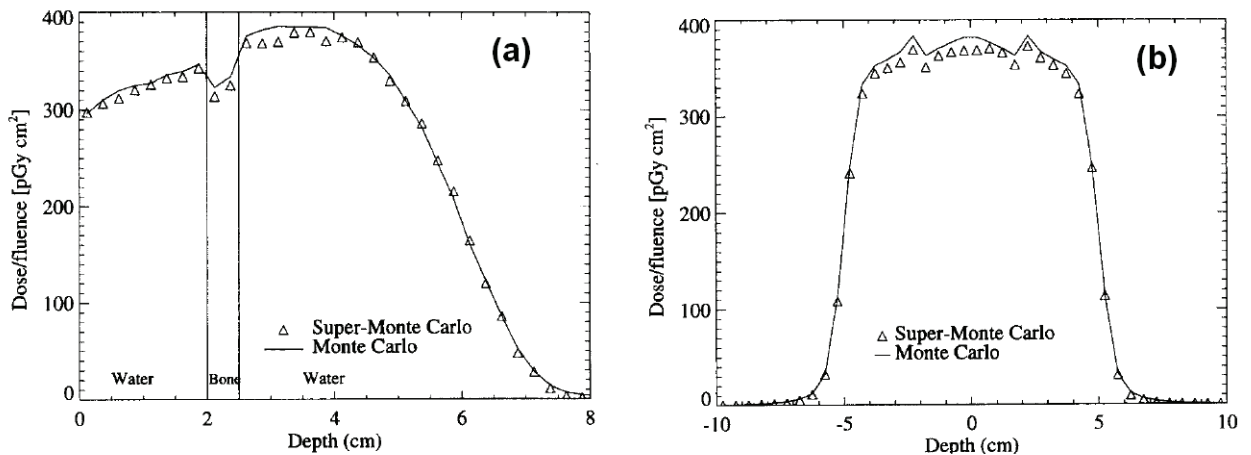 400
300
200
100
0
Dose/fluence [pGy cm²]
(a)
△ Super-Monte Carlo
Monte Carlo
Water
Bone
Water
0 2 4 6 8
Depth (cm)
400
300
200
100
0
Dose/fluence [pGy cm²]
(b)
△ Super-Monte Carlo
Monte Carlo
-10 -5 0 5 10
Depth (cm)